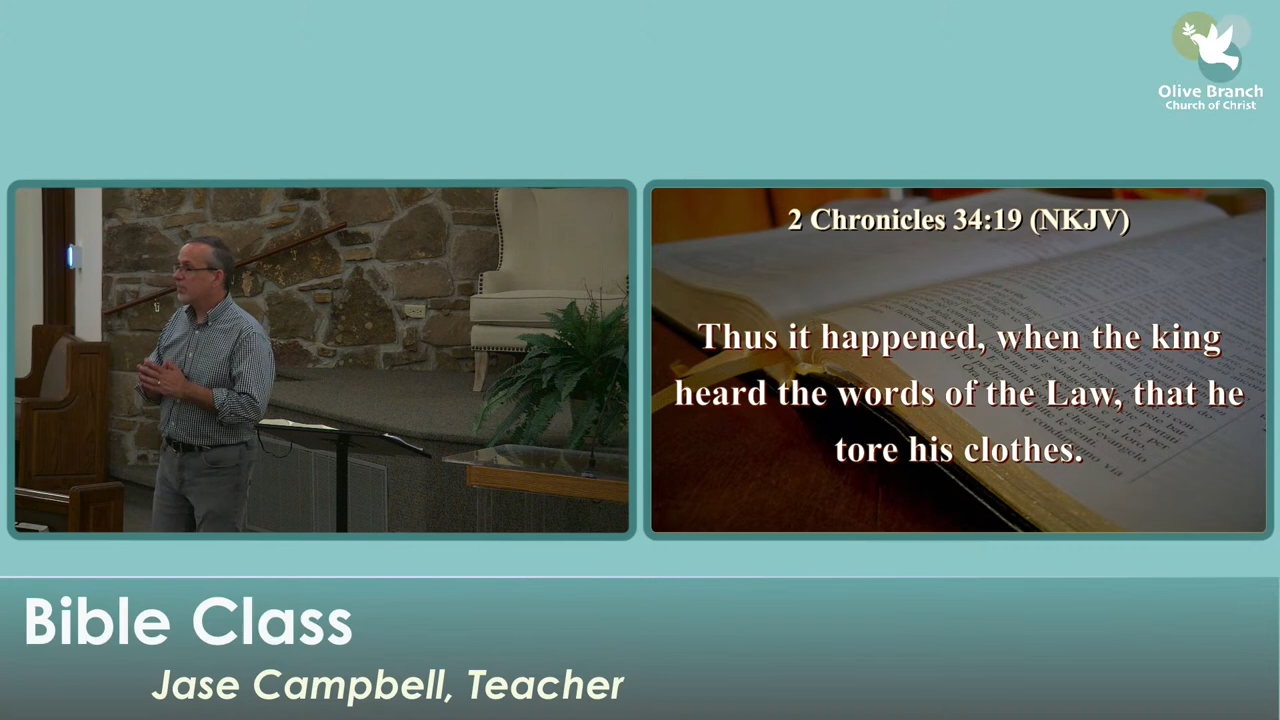 Olive Branch
Church of Christ
2 Chronicles 34:19 (NKJV)
Thus it happened, when the king
heard the words of the Law, that he
tore his clothes.
Bible Class
Jase Campbell, Teacher